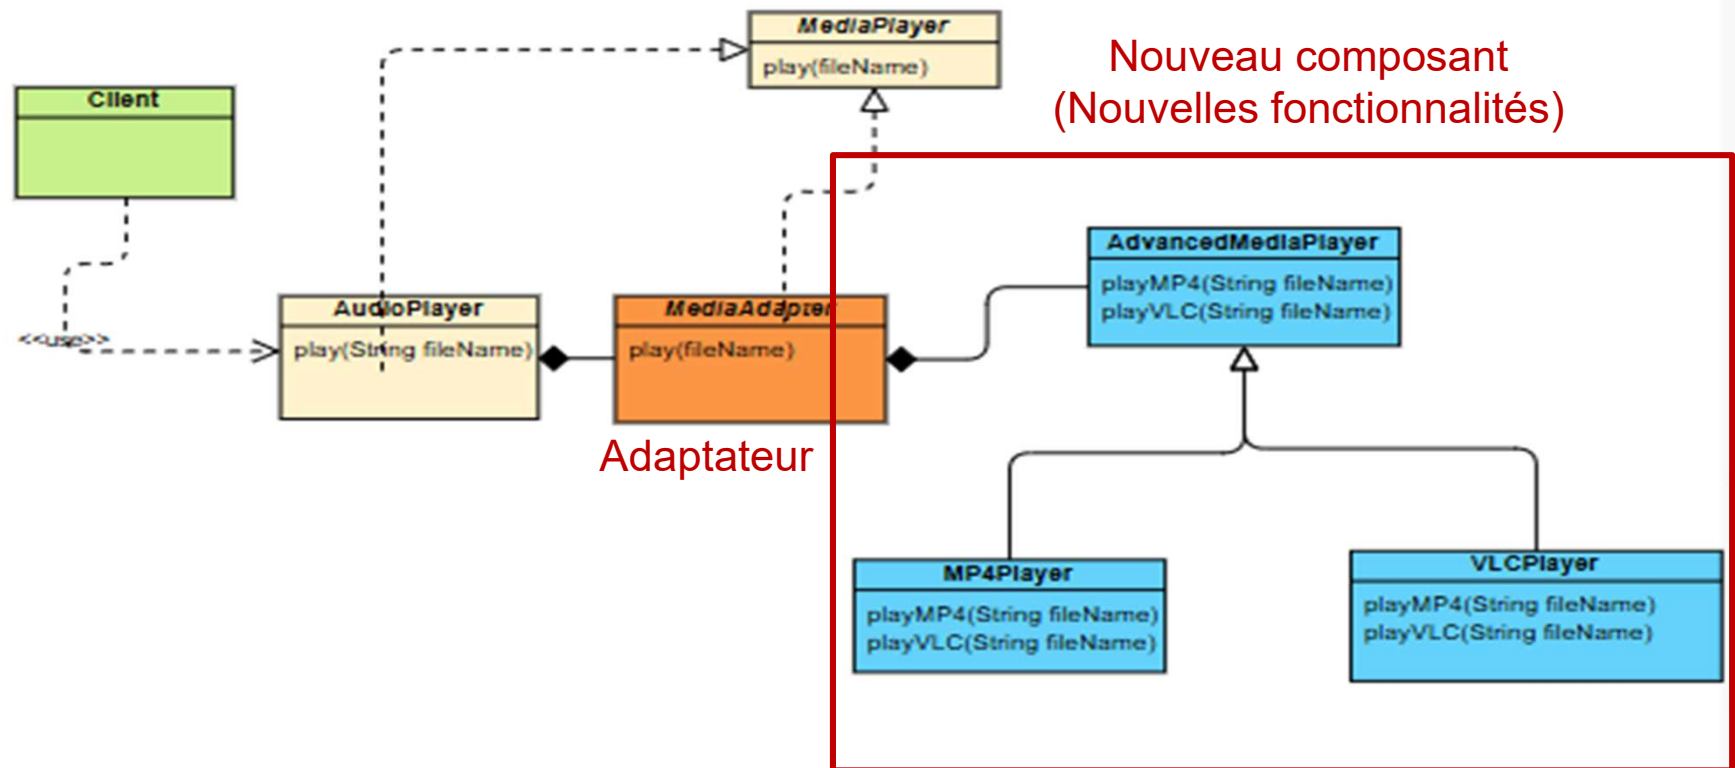 MediaPlayer
play(fileName)
Nouveau composant
(Nouvelles fonctionnalités)
Client
<<use>>
AudioPlayer
play(String fileName)
MediaAdapter
play(fileName)
Adaptateur
AdvancedMediaPlayer
playMP4(String fileName)
playVLC(String fileName)
MP4Player
playMP4(String fileName)
playVLC(String fileName)
VLCPlayer
playMP4(String fileName)
playVLC(String fileName)